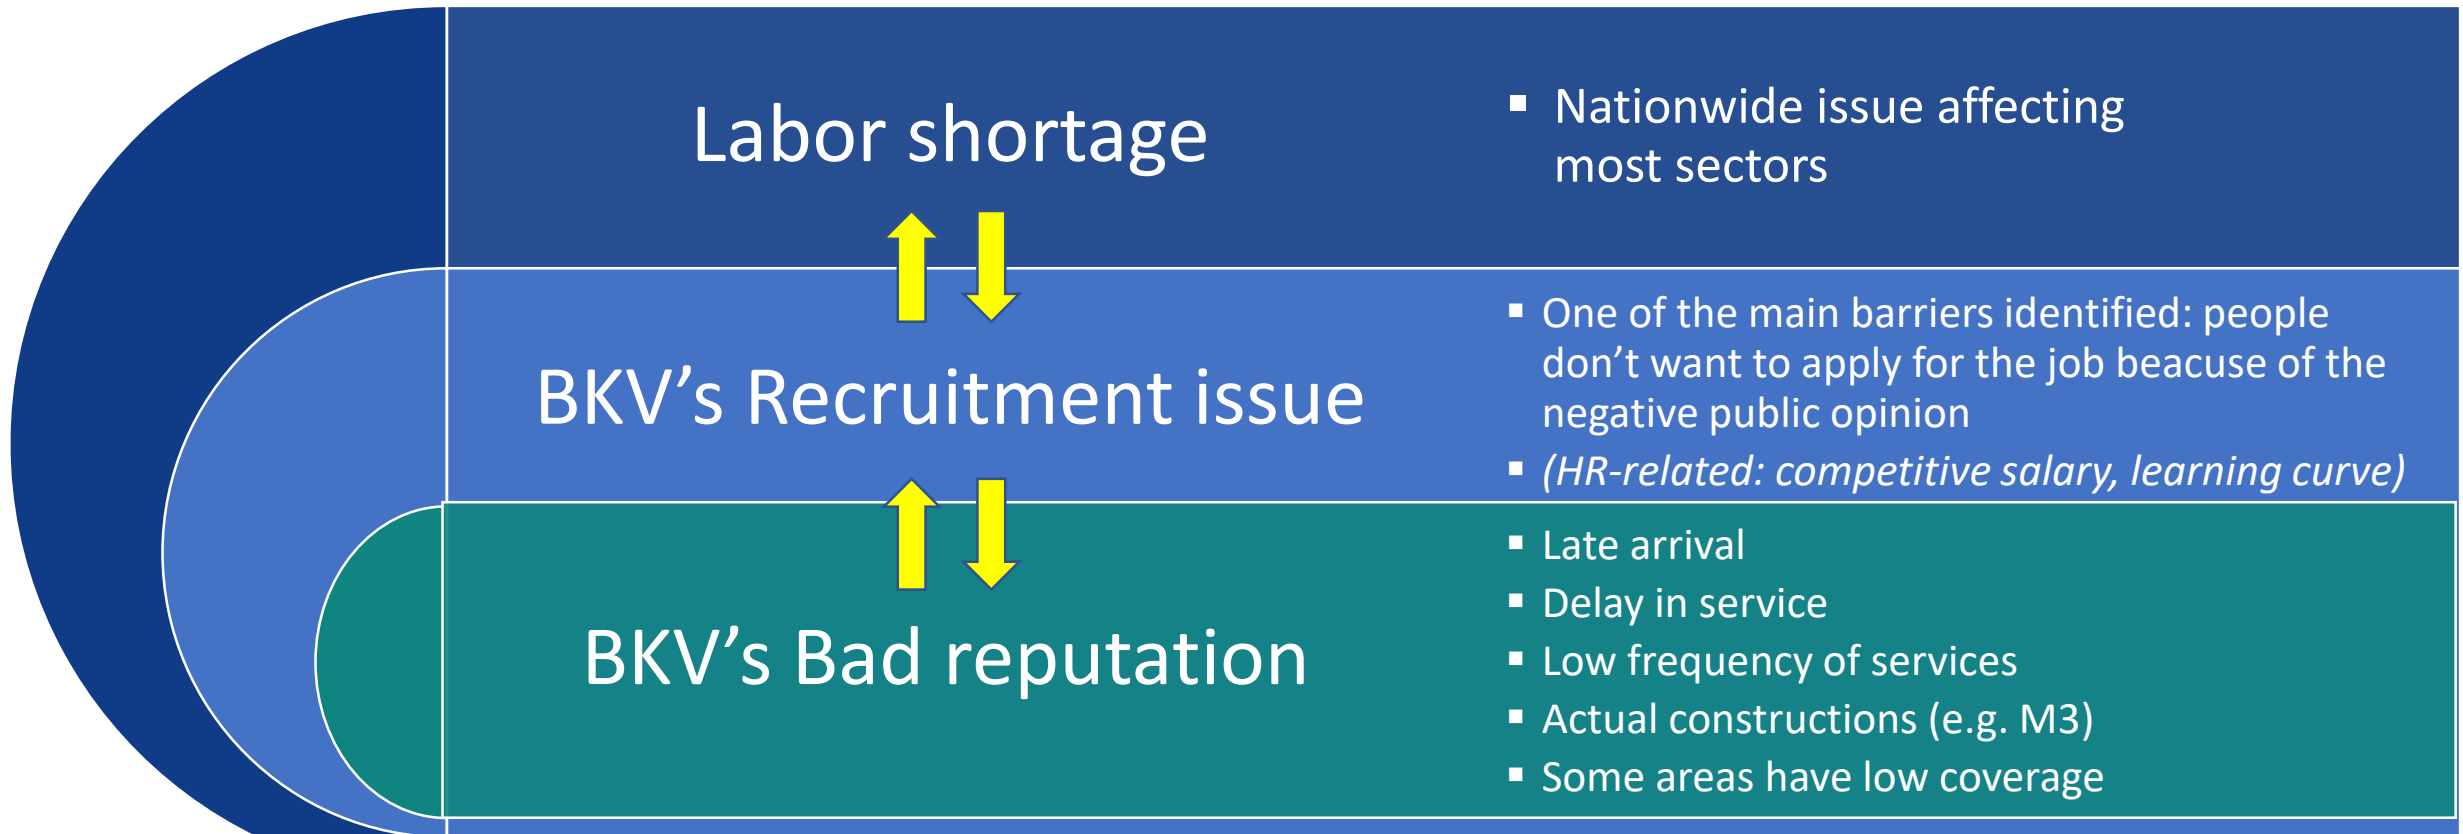 Labor shortage
▪ Nationwide issue affecting
most sectors
BKV’s Recruitment issue
▪ One of the main barriers identified: people
don’t want to apply for the job beacuse of the
negative public opinion
▪ (HR-related: competitive salary, learning curve)
BKV’s Bad reputation
▪ Late arrival
▪ Delay in service
▪ Low frequency of services
▪ Actual constructions (e.g. M3)
▪ Some areas have low coverage